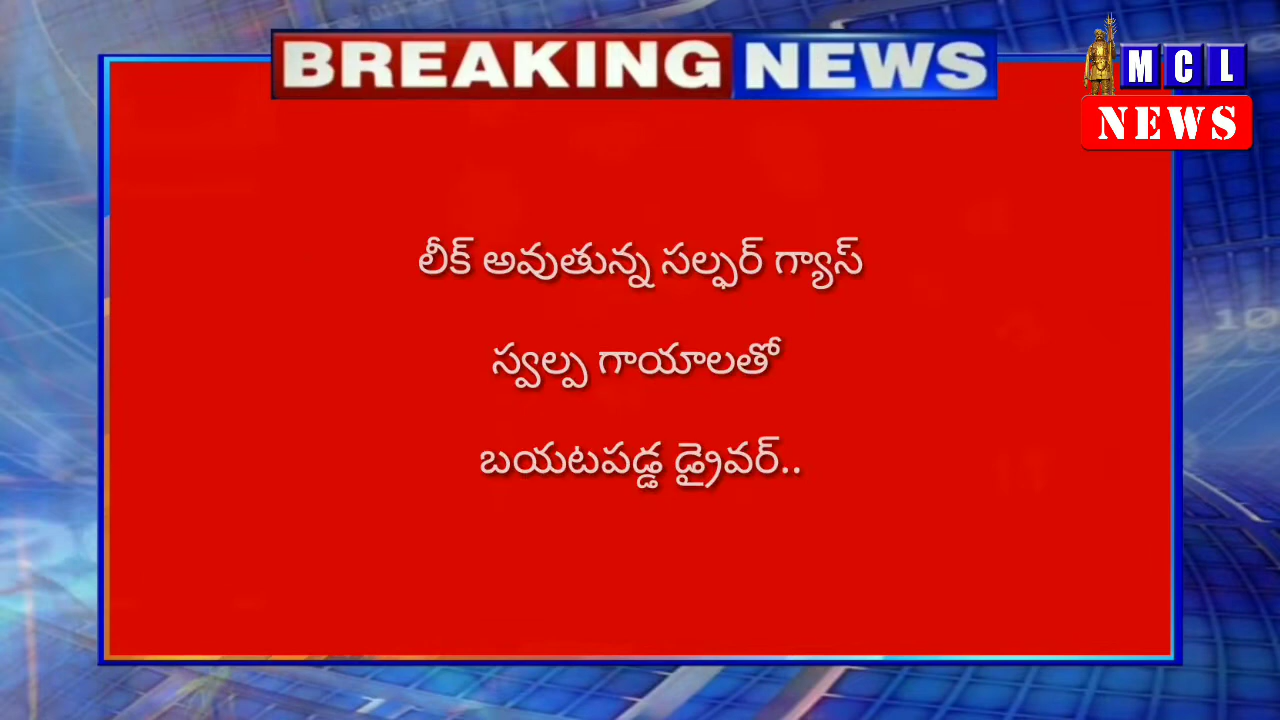 BREAKING NEWS
MCL
NEWS
లీక్ అవుతున్న సల్ఫర్ గ్యాస్
స్వల్ప గాయాలతో
బయటపడ్డ డ్రైవర్..